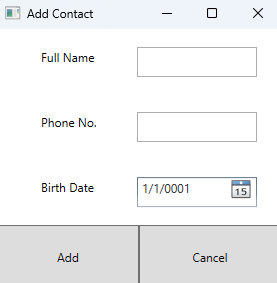 Add Contact
Full Name
Phone No.
Birth Date
1/1/0001
15
Add
Cancel